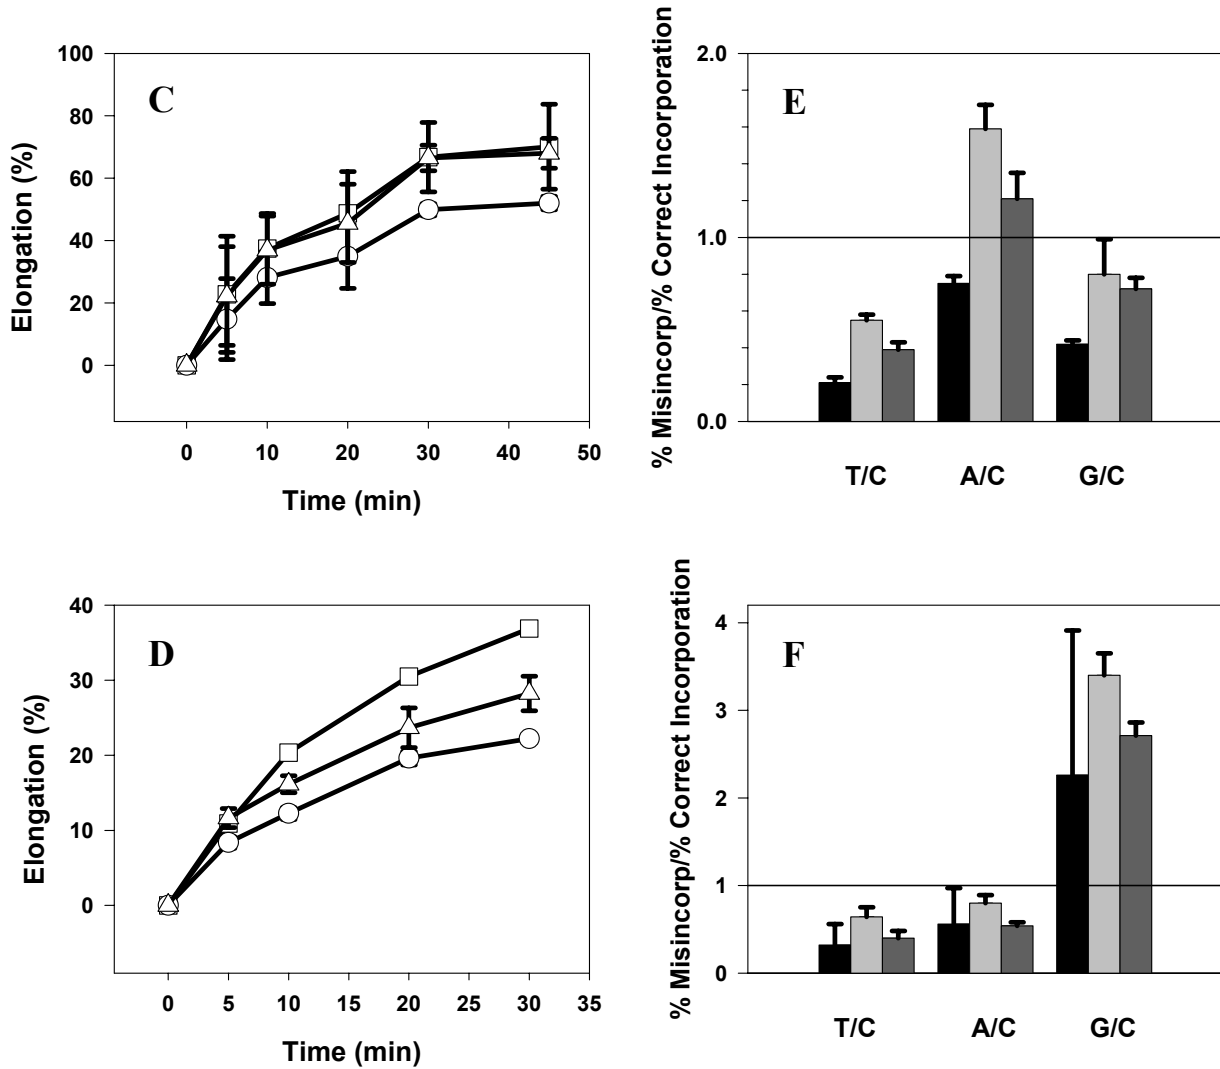 C
Elongation (%)
100
80
60
40
20
0
0 10 20 30 40 50
Time (min)
E
% Misincorp/% Correct Incorporation
2.0
1.0
0.0
T/C A/C G/C
D
Elongation (%)
40
30
20
10
0
0 5 10 15 20 25 30 35
Time (min)
F
% Misincorp/% Correct Incorporation
4
3
2
1
0
T/C A/C G/C